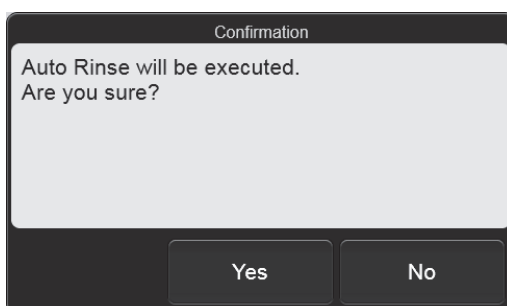 Confirmation
Auto Rinse will be executed.
Are you sure?
Yes
No